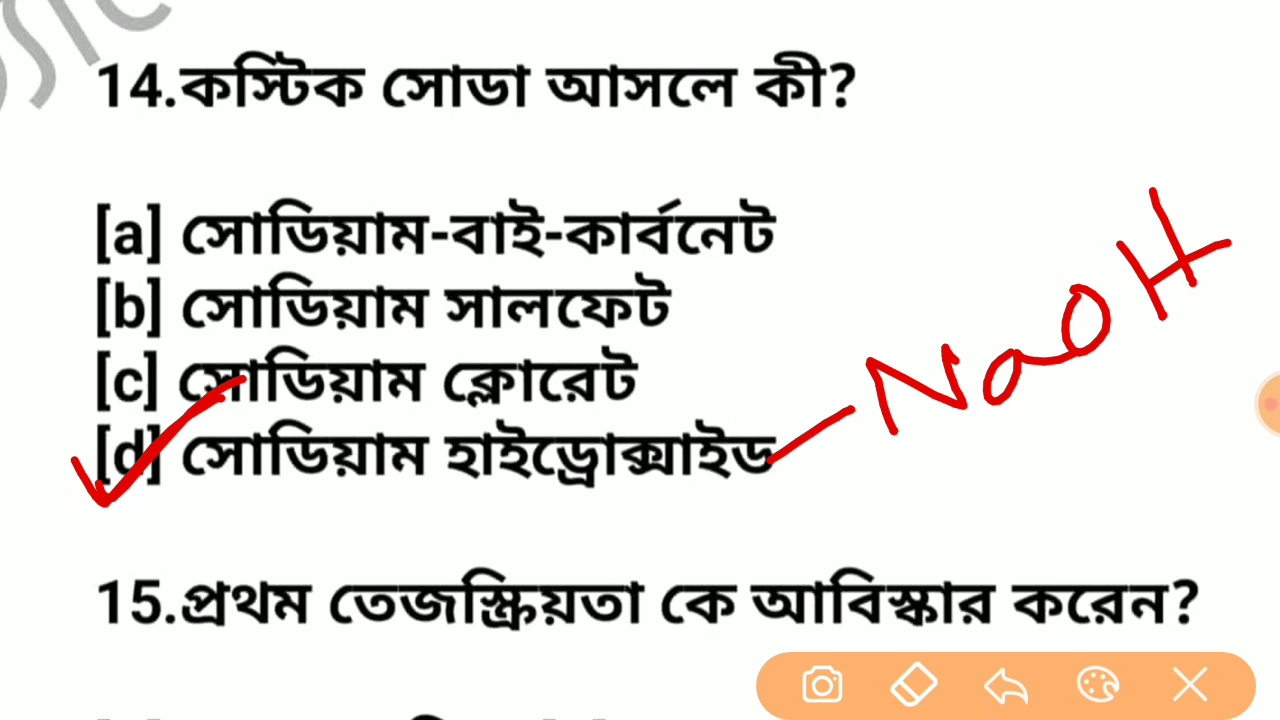 14.কস্টিক সোডা আসলে কী?
[a] সোডিয়াম-বাই-কার্বনেট
[b] সোডিয়াম সালফেট
[c] সোডিয়াম ক্লোরেট
[d] সোডিয়াম হাইড্রোক্সাইড
NaOH
15.প্রথম তেজস্ক্রিয়তা কে আবিস্কার করেন?